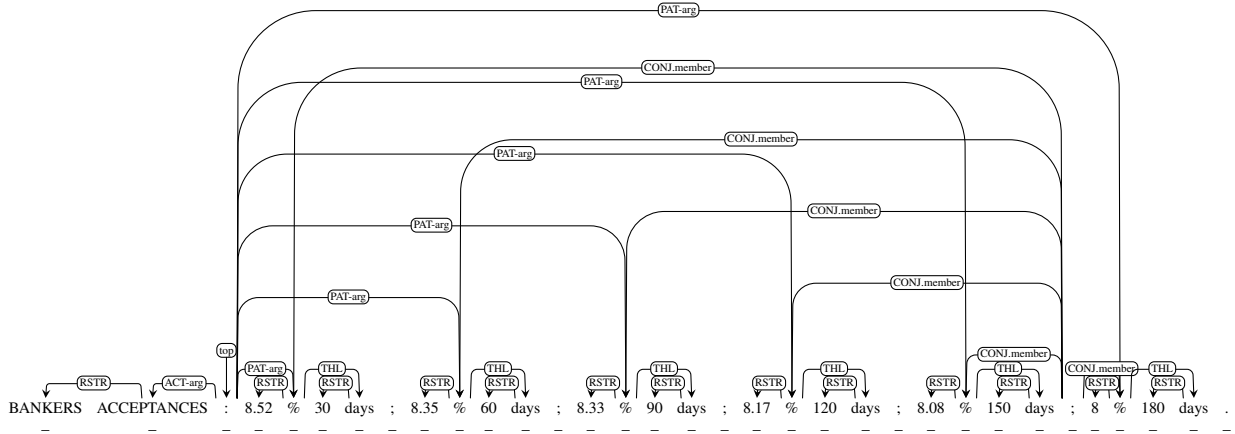 PAT-arg
CONJ.member
PAT-arg
CONJ.member
PAT-arg
CONJ.member
PAT-arg
CONJ.member
PAT-arg
top
CONJ.member
PAT-arg THL THL THL THL THL CONJ.member THL
RSTR ACT-arg RSTR RSTR RSTR RSTR RSTR RSTR RSTR RSTR RSTR RSTR RSTR RSTR
BANKERS ACCEPTANCES : 8.52 % 30 days ; 8.35 % 60 days ; 8.33 % 90 days ; 8.17 % 120 days ; 8.08 % 150 days ; 8 % 180 days .
_ _ _ _ _ _ _ _ _ _ _ _ _ _ _ _ _ _ _ _ _ _ _ _ _ _ _ _ _ _ _ _ _